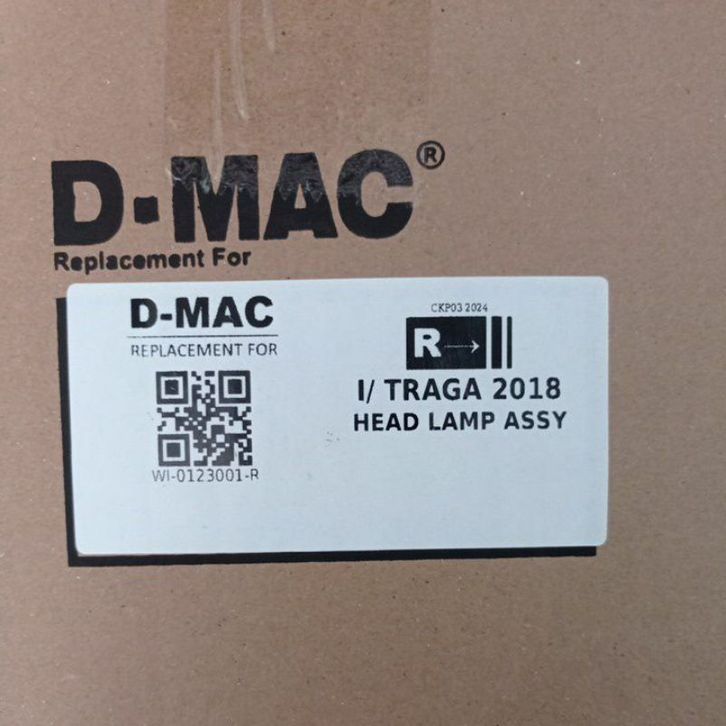 D-MAC®
Replacement For
D-MAC
REPLACEMENT FOR
WI-0123001-R
CKP03 2024
R
I/ TRAGA 2018
HEAD LAMP ASSY